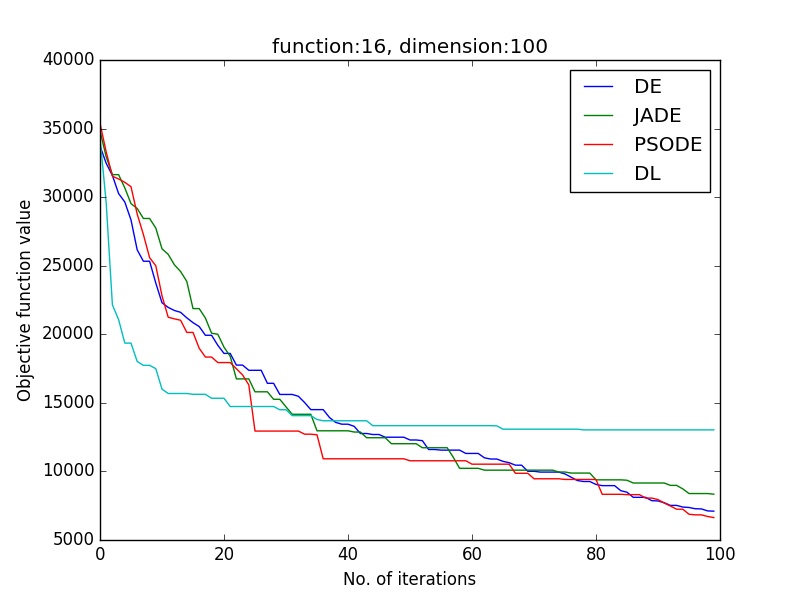 function:16, dimension:100
40000
35000
30000
25000
20000
15000
10000
5000
Objective function value
DE
JADE
PSODE
DL
0
20
40
60
80
100
No. of iterations